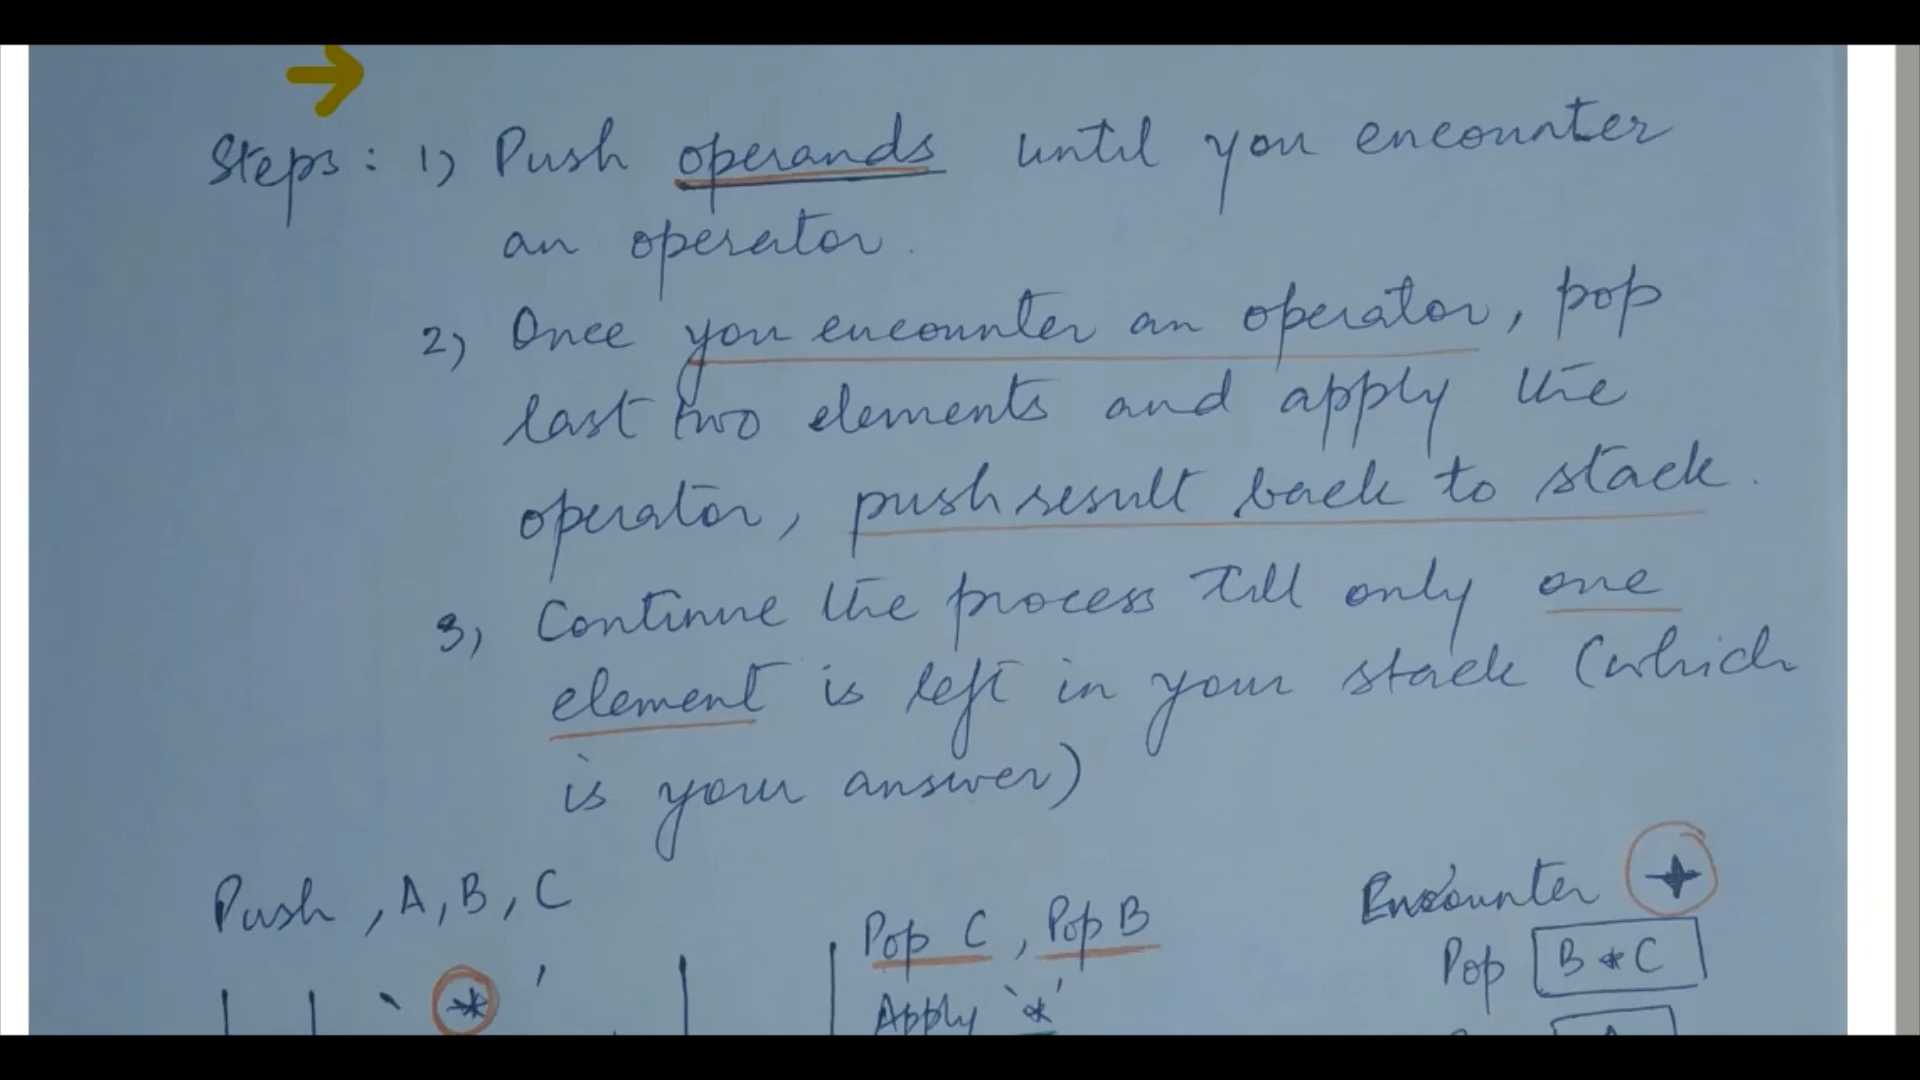 Steps: 1) Push operands until you encounter
an operator.
2) Once you encounter an operator, pop
last two elements and apply the
operator, push result back to stack.
3) Continue the process till only one
element is left in your stack (which
is your answer)
Push, A, B, C
‘*’
Pop C, Pop B
Apply ‘*’
Encounter +
Pop B * C